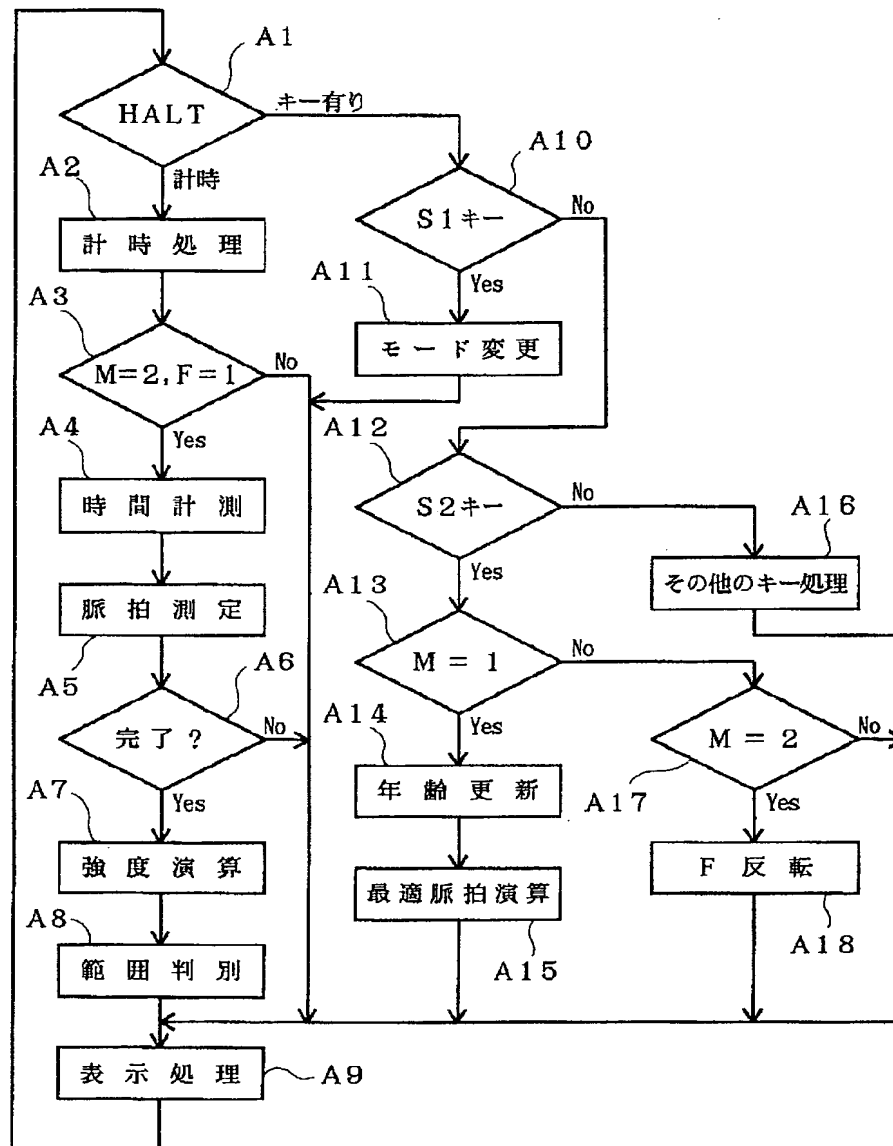 A1
HALT
キー有り
計時
A2
計時処理
A3
M=2, F=1
No
Yes
A4
時間計測
脈拍測定
A5
A6
完了?
No
Yes
A7
強度演算
A8
範囲判別
表示処理
A9
A10
S1キー
No
Yes
A11
モード変更
A12
S2キー
No
Yes
A16
その他のキー処理
A13
M = 1
No
Yes
A14
年齢更新
最適脈拍演算
A15
M = 2
No
A17
Yes
F反転
A18